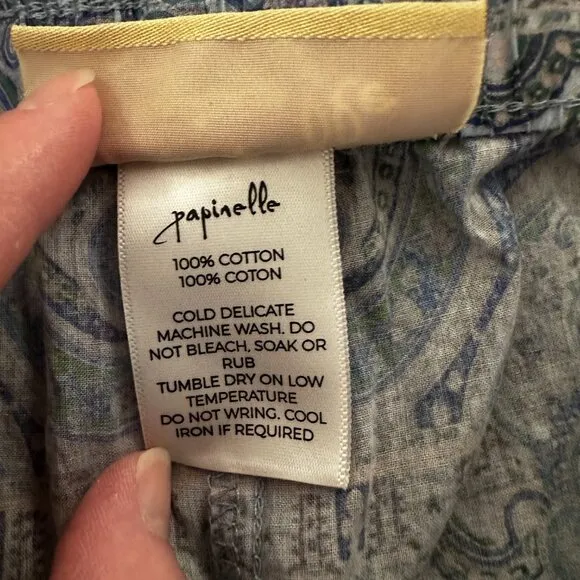 papinelle
100% COTTON
100% COTON
COLD DELICATE
MACHINE WASH. DO
NOT BLEACH, SOAK OR
RUB
TUMBLE DRY ON LOW
TEMPERATURE
DO NOT WRING. COOL
IRON IF REQUIRED